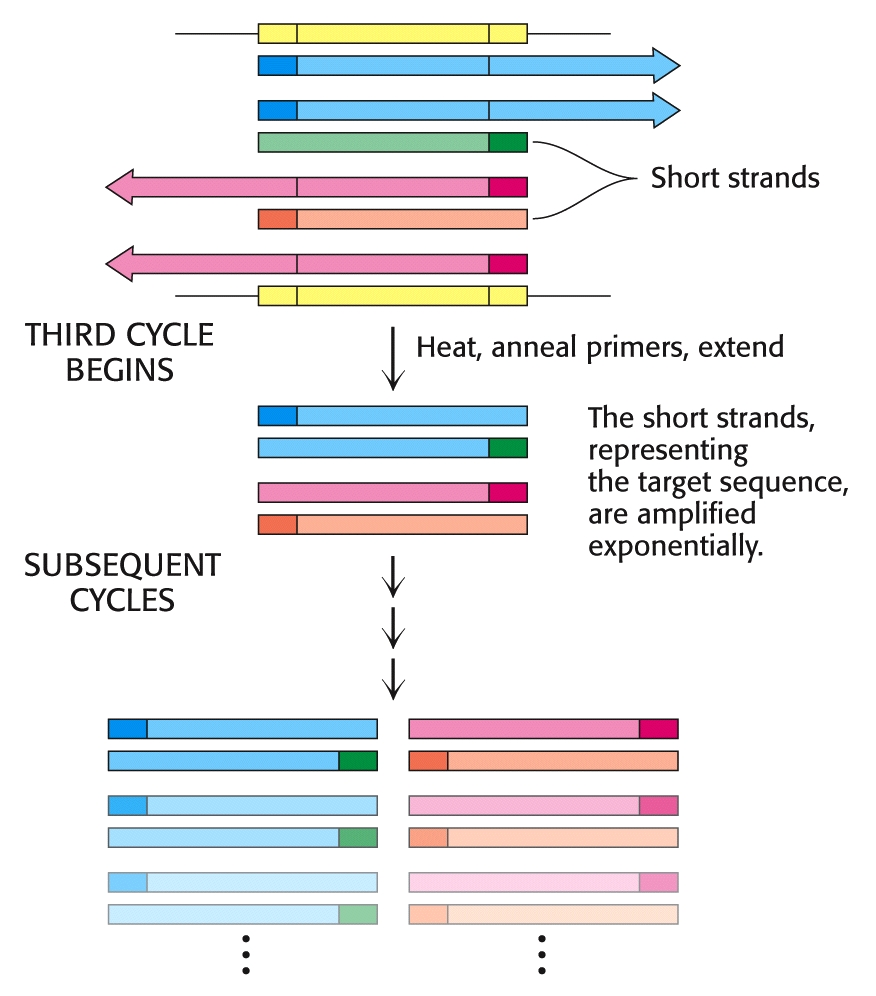 Short strands
THIRD CYCLE
BEGINS
Heat, anneal primers, extend
The short strands,
representing
the target sequence,
are amplified
exponentially.
SUBSEQUENT
CYCLES